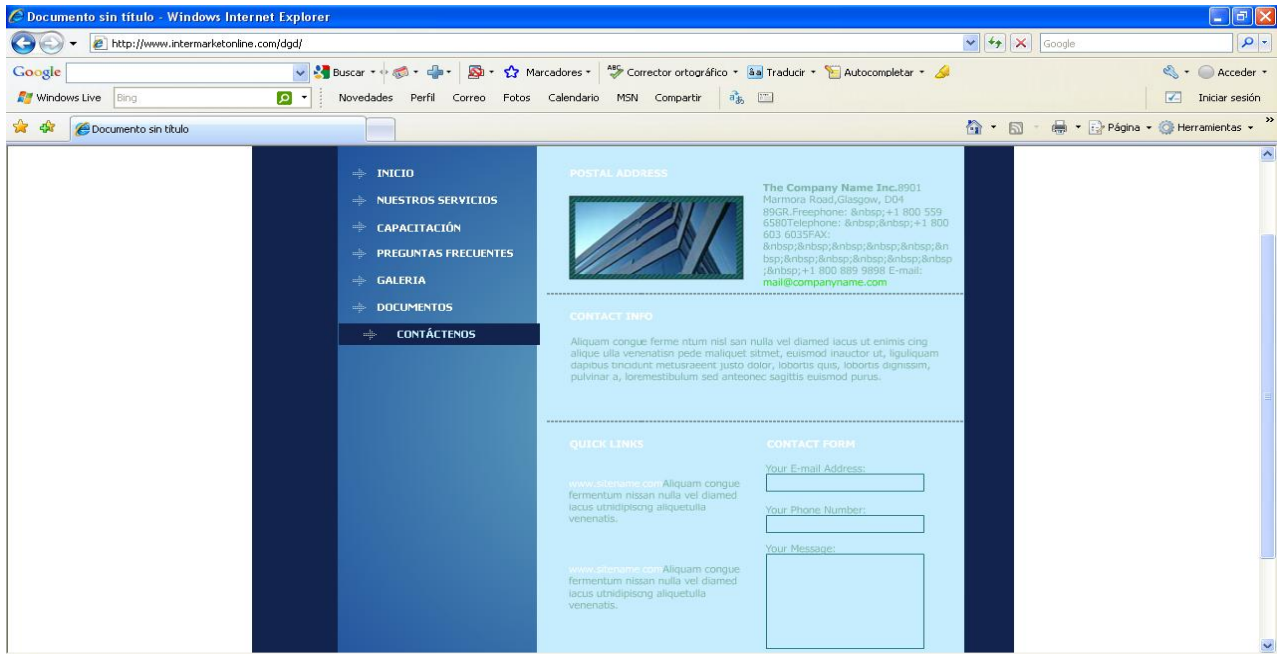 Documento sin título - Windows Internet Explorer
http://www.intermarketonline.com/dgd/
Google
Google
Buscar
Marcadores
ABC Corrector ortográfico
Traducir
Autocompletar
Acceder
Windows Live
Bing
Novedades Perfil Correo Fotos Calendario MSN Compartir
Iniciar sesión
Documento sin título
Página
Herramientas
INICIO
NUESTROS SERVICIOS
CAPACITACIÓN
PREGUNTAS FRECUENTES
GALERIA
DOCUMENTOS
CONTÁCTENOS
POSTAL ADDRESS
The Company Name Inc.8901
Marmora Road,Glasgow, D04
89GR.Freephone: &nbsp;+1 800 559
6580Telephone: &nbsp;+1 800
603 6035FAX:
&nbsp;&nbsp;&nbsp;&nbsp;&nbsp;&n
bsp;&nbsp;&nbsp;&nbsp;&nbsp;&nbsp
;&nbsp;+1 800 889 9898 E-mail:
mail@companyname.com
CONTACT INFO
Aliquam congue ferme ntum nisl san nulla vel diamed lacus ut enimis cing
alique ulla venenatisn pede maliquet sitmet, euismod inauctor ut, liguliquam
dapibus tincidunt metusraeent justo dolor, lobortis quis, lobortis dignissim,
pulvinar a, loremestibulum sed anteonec sagittis euismod purus.
QUICK LINKS
www.sitename.comAliquam congue
fermentum nissan nulla vel diamed
lacus utnidipiscng aliquetulla
venenatis.
www.sitename.comAliquam congue
fermentum nissan nulla vel diamed
lacus utnidipiscng aliquetulla
venenatis.
CONTACT FORM
Your E-mail Address:
Your Phone Number:
Your Message: